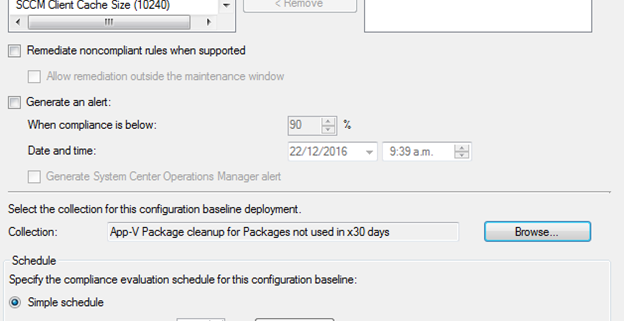 SCCM Client Cache Size (10240)
< Remove
Remediate noncompliant rules when supported
Allow remediation outside the maintenance window
Generate an alert:
When compliance is below:
90
%
Date and time:
22/12/2016
9:39 a.m.
Generate System Center Operations Manager alert
Select the collection for this configuration baseline deployment.
Collection:
App-V Package cleanup for Packages not used in x30 days
Browse...
Schedule
Specify the compliance evaluation schedule for this configuration baseline:
Simple schedule